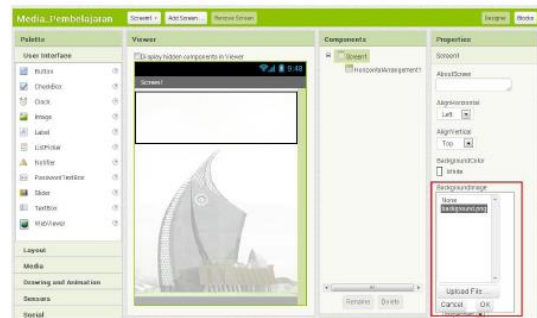 Media_Pembelajaran
Screen1
Add Screen ...
Remove Screen
Designer
Blocks
Palette
User Interface
Button
CheckBox
Clock
Image
Label
ListPicker
Notifier
PasswordTextBox
Slider
TextBox
WebViewer
Layout
Media
Drawing and Animation
Sensors
Social
Viewer
Display hidden components in Viewer
9:48
Screen1
Components
Screen1
HorizontalArrangement1
Rename
Delete
Properties
Screen1
AboutScreen
AlignHorizontal
Left
AlignVertical
Top
BackgroundColor
White
BackgroundImage
None
background.png
Upload File ...
Cancel
OK